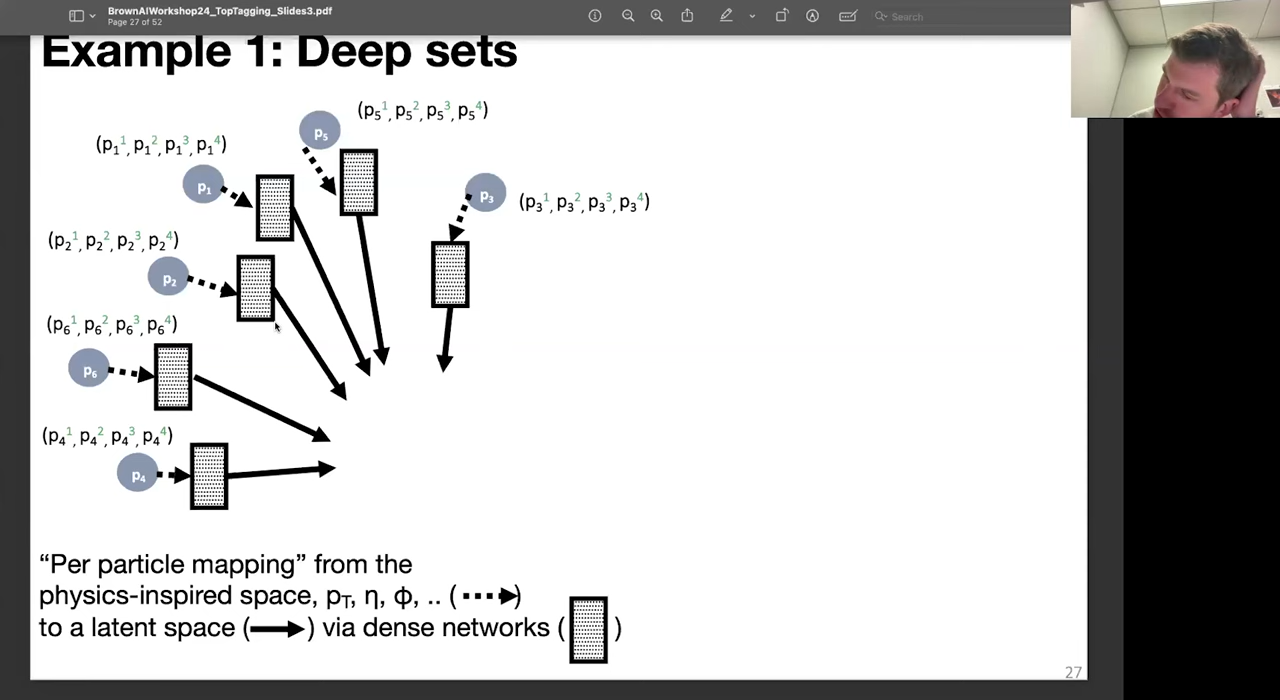 BrownAIWorkshop24_TopTagging_Slides3.pdf
Page 27 of 52
Search
Example 1: Deep sets
(p₅¹, p₅², p₅³, p₅⁴)
p₅
(p₁¹, p₁², p₁³, p₁⁴)
p₁
p₃
(p₃¹, p₃², p₃³, p₃⁴)
(p₂¹, p₂², p₂³, p₂⁴)
p₂
(p₆¹, p₆², p₆³, p₆⁴)
p₆
(p₄¹, p₄², p₄³, p₄⁴)
p₄
“Per particle mapping” from the
physics-inspired space, pT, η, ϕ, .. ( )
to a latent space ( ) via dense networks ( )
27